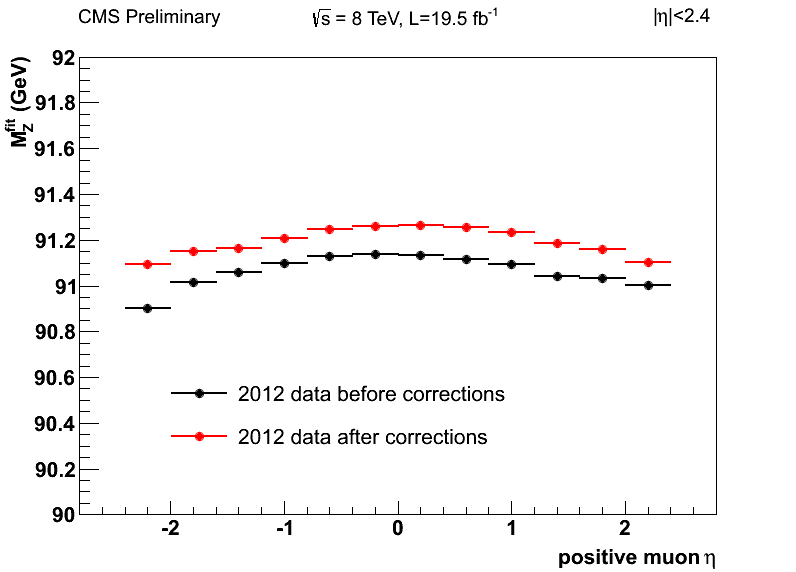 CMS Preliminary √s = 8 TeV, L=19.5 fb⁻¹ |η|<2.4
M_Z^fit (GeV)
92
91.8
91.6
91.4
91.2
91
90.8
90.6
90.4
90.2
90
2012 data before corrections
2012 data after corrections
-2 -1 0 1 2
positive muon η